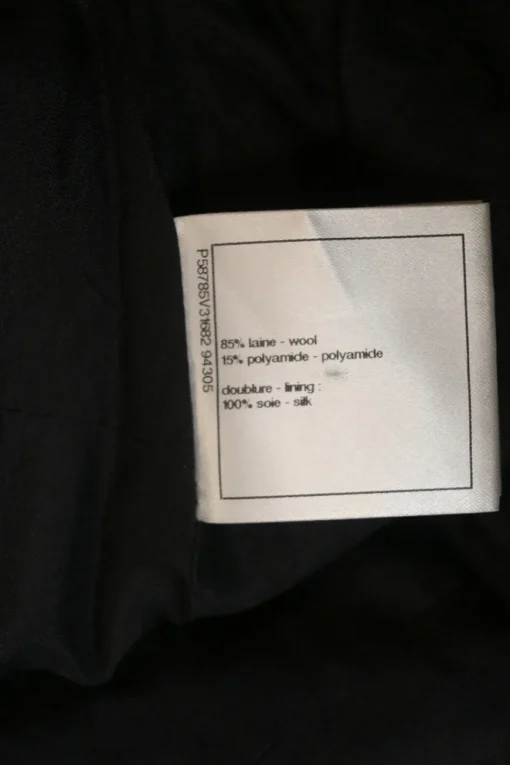 P58785V31682 94305
85% laine - wool
15% polyamide - polyamide
doublure - lining :
100% soie - silk